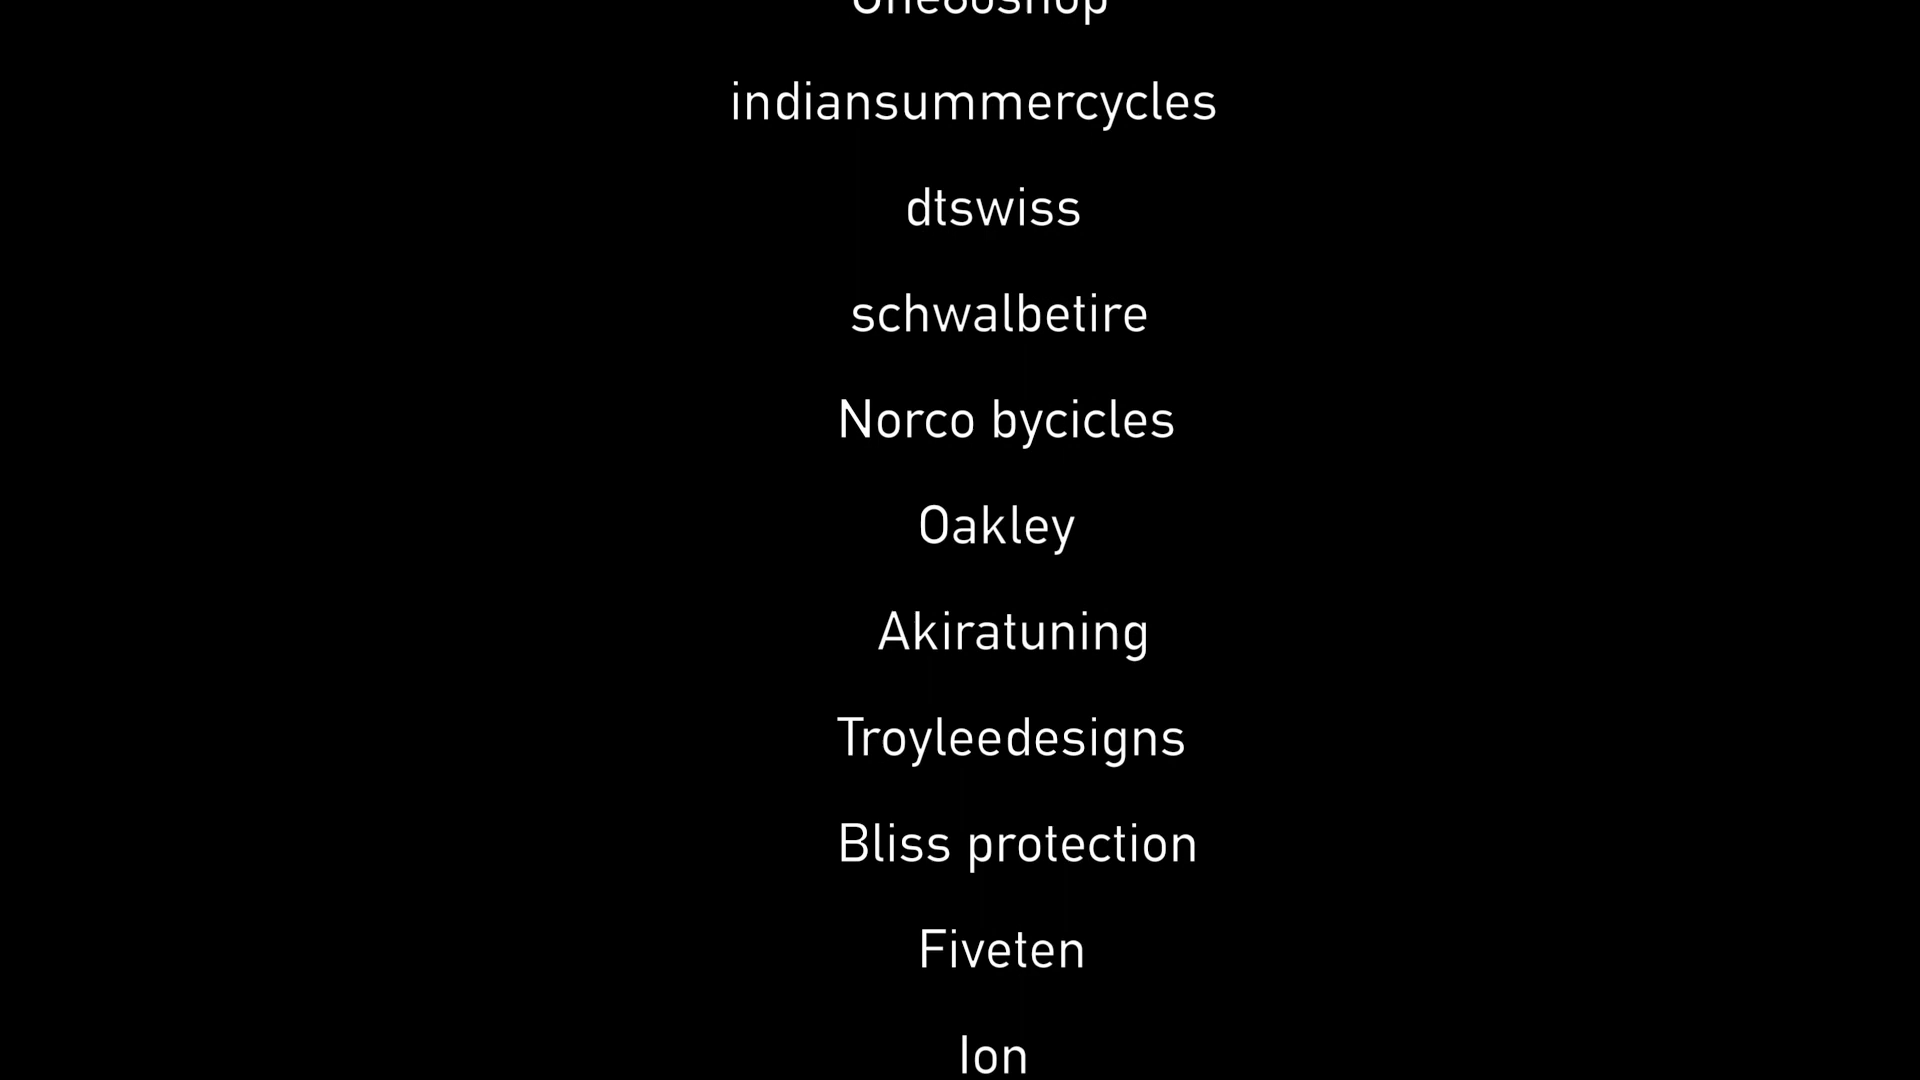 indiansummercycles
dtswiss
schwalbetire
Norco bycicles
Oakley
Akiratuning
Troyleedesigns
Bliss protection
Fiveten
Ion